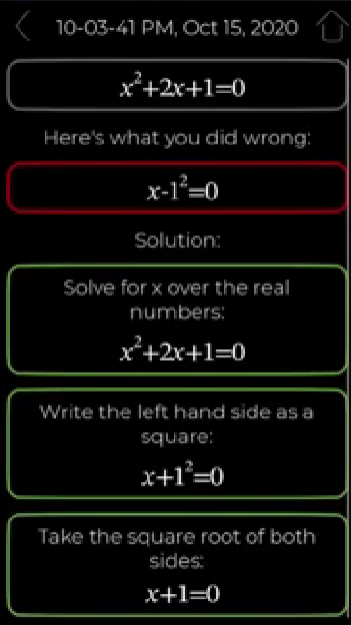 10-03-41 PM, Oct 15, 2020
x²+2x+1=0
Here's what you did wrong:
x-1²=0
Solution:
Solve for x over the real
numbers:
x²+2x+1=0
Write the left hand side as a
square:
x+1²=0
Take the square root of both
sides:
x+1=0